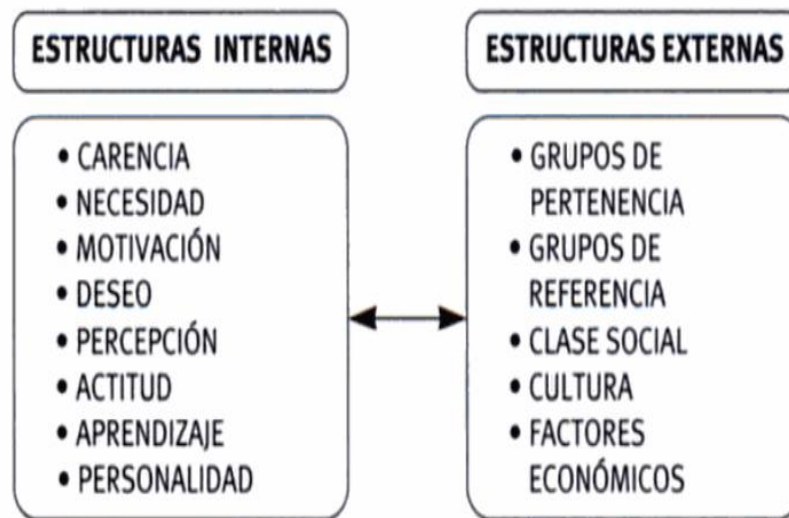 ESTRUCTURAS INTERNAS
• CARENCIA
• NECESIDAD
• MOTIVACIÓN
• DESEO
• PERCEPCIÓN
• ACTITUD
• APRENDIZAJE
• PERSONALIDAD
ESTRUCTURAS EXTERNAS
• GRUPOS DE
PERTENENCIA
• GRUPOS DE
REFERENCIA
• CLASE SOCIAL
• CULTURA
• FACTORES
ECONÓMICOS